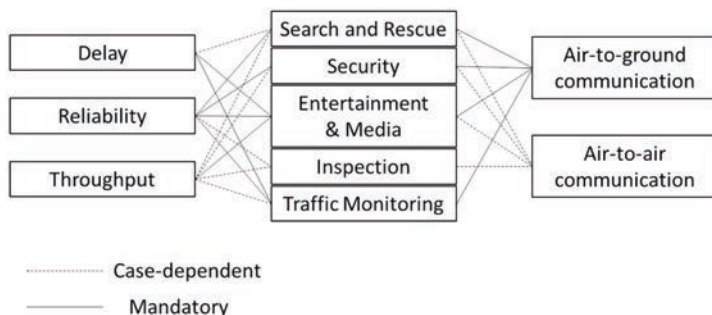 Delay
Reliability
Throughput
Search and Rescue
Security
Entertainment
& Media
Inspection
Traffic Monitoring
Air-to-ground
communication
Air-to-air
communication
Case-dependent
Mandatory